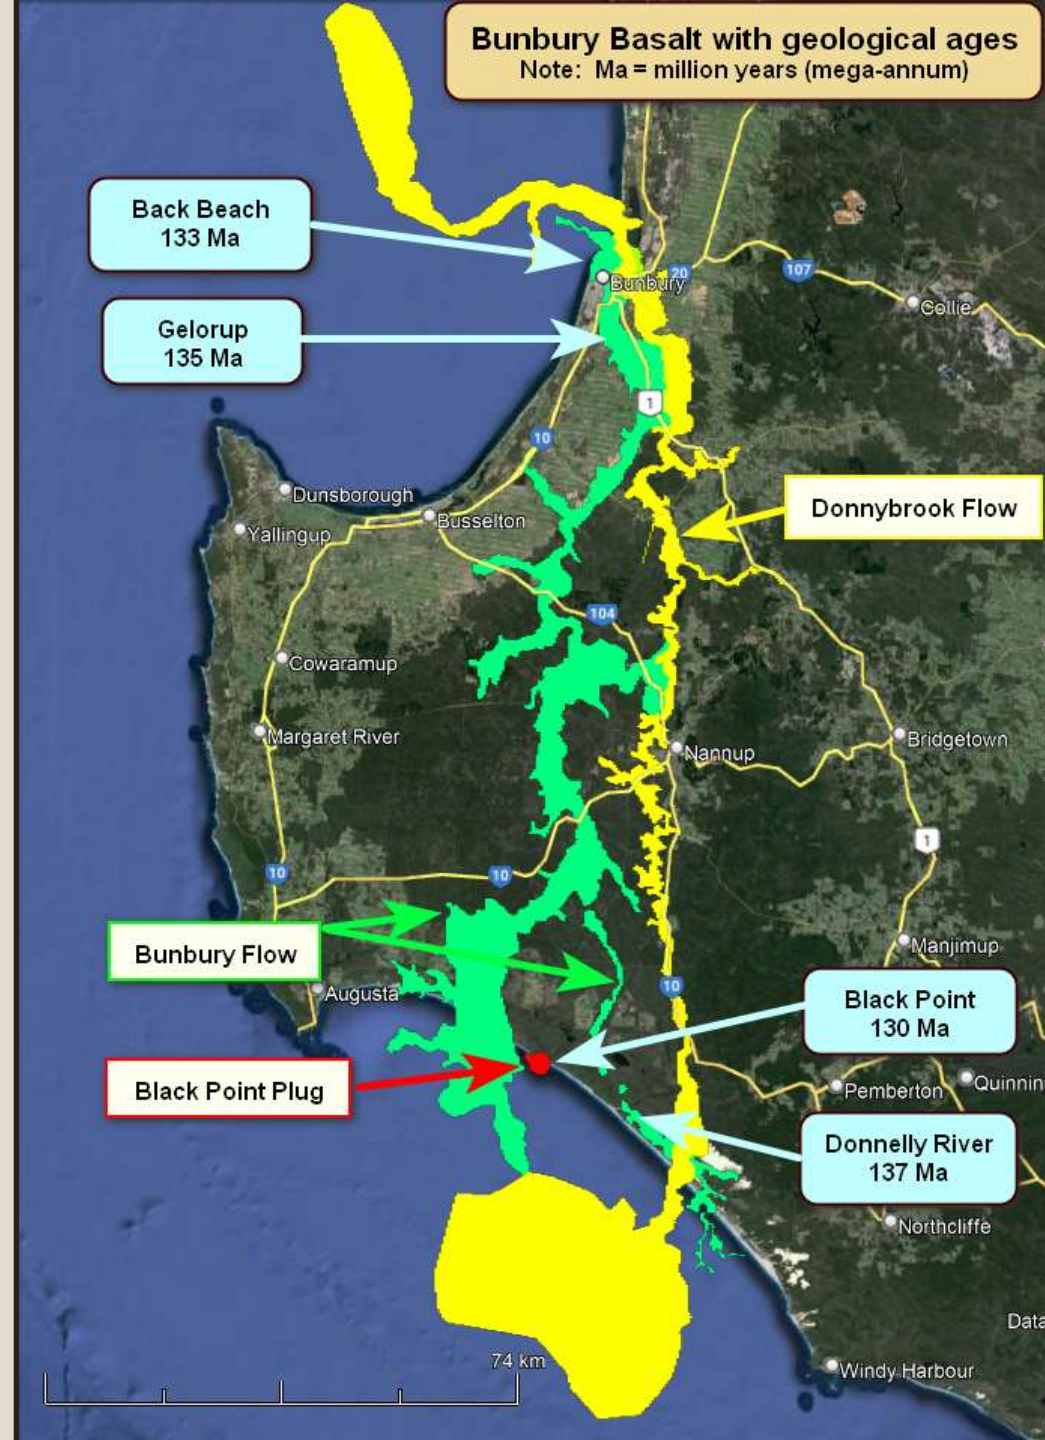 Bunbury Basalt with geological ages
Note: Ma = million years (mega-annum)
Back Beach
133 Ma
20
107
Bunbury
Collie
Gelorup
135 Ma
1
10
Dunsborough
Busselton
Yallingup
Donnybrook Flow
104
Cowaramup
Margaret River
Nannup
Bridgetown
1
10
10
Bunbury Flow
Manjimup
Augusta
10
Black Point
130 Ma
Black Point Plug
Pemberton
Quinnin
Donnelly River
137 Ma
Northcliffe
Data
74 km
Windy Harbour